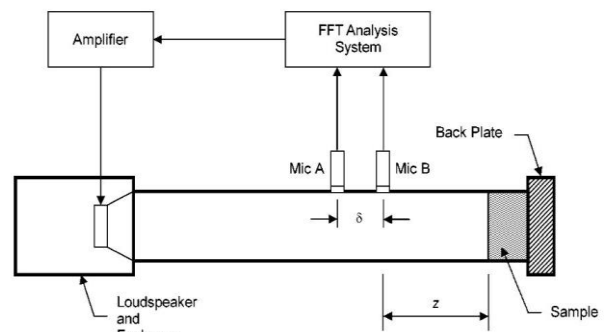 Amplifier
FFT Analysis
System
Back Plate
Mic A
Mic B
δ
z
Sample
Loudspeaker
and